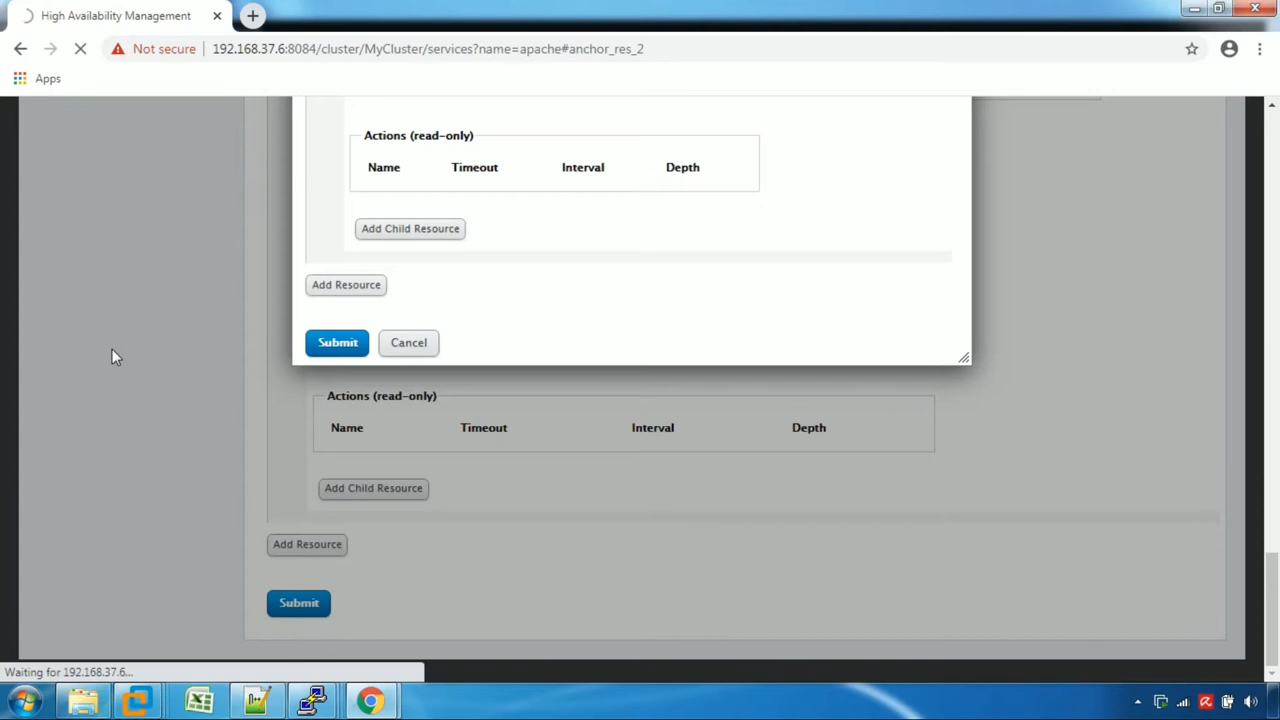 High Availability Management
Not secure
192.168.37.6:8084/cluster/MyCluster/services?name=apache#anchor_res_2
Apps
Actions (read-only)
Name Timeout Interval Depth
Add Child Resource
Add Resource
Submit Cancel
Actions (read-only)
Name Timeout Interval Depth
Add Child Resource
Add Resource
Submit
Waiting for 192.168.37.6...